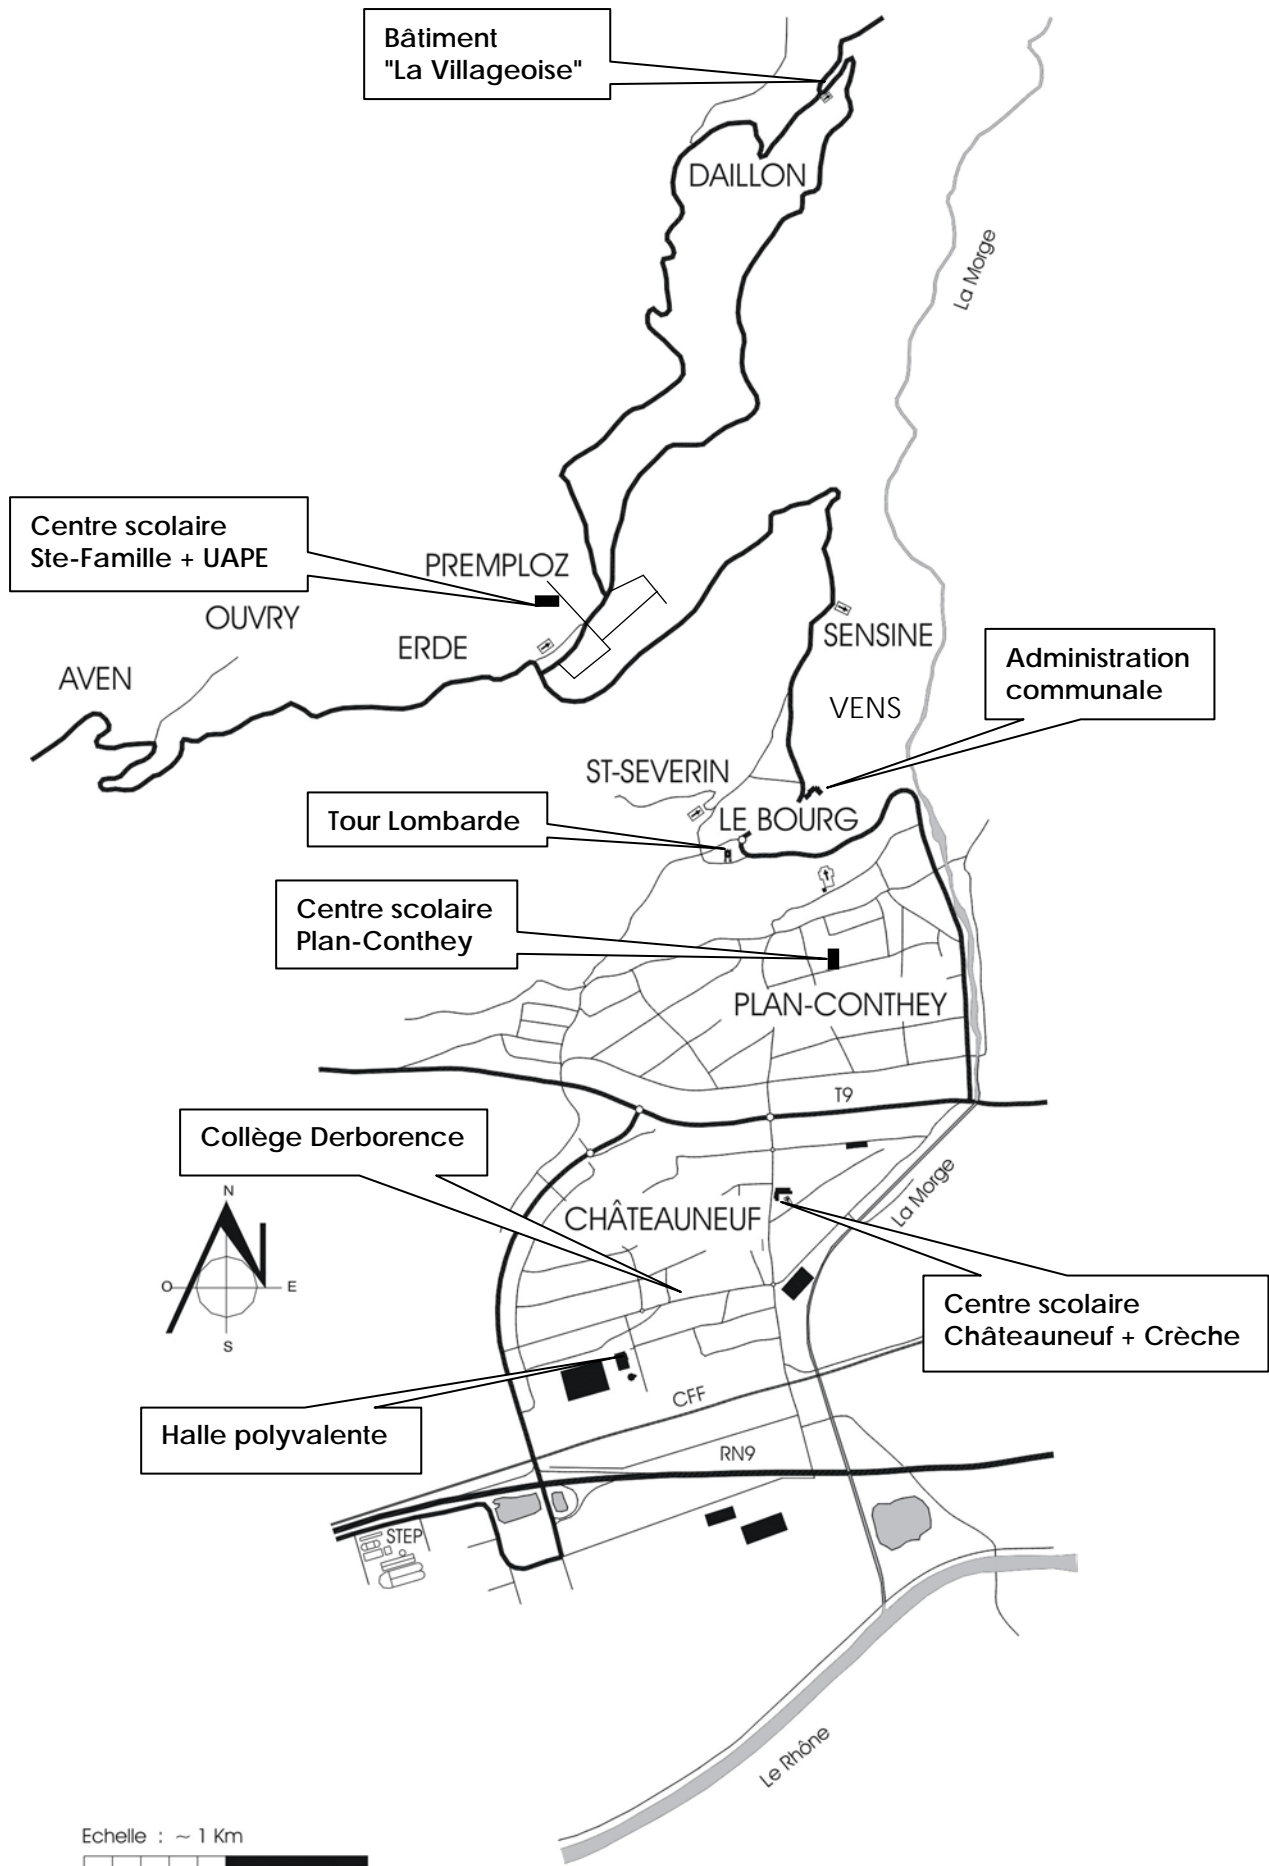 Bâtiment
"La Villageoise"
DAILLON
La Morge
Centre scolaire
Ste-Famille + UAPE
PREMPLOZ
OUVRY
ERDE
AVEN
SENSINE
Administration
communale
VENS
ST-SEVERIN
Tour Lombarde
LE BOURG
Centre scolaire
Plan-Conthey
PLAN-CONTHEY
T9
Collège Derborence
La Morge
N
O
E
S
CHÂTEAUNEUF
Centre scolaire
Châteauneuf + Crèche
CFF
Halle polyvalente
RN9
STEP
Le Rhône
Echelle : ~ 1 Km